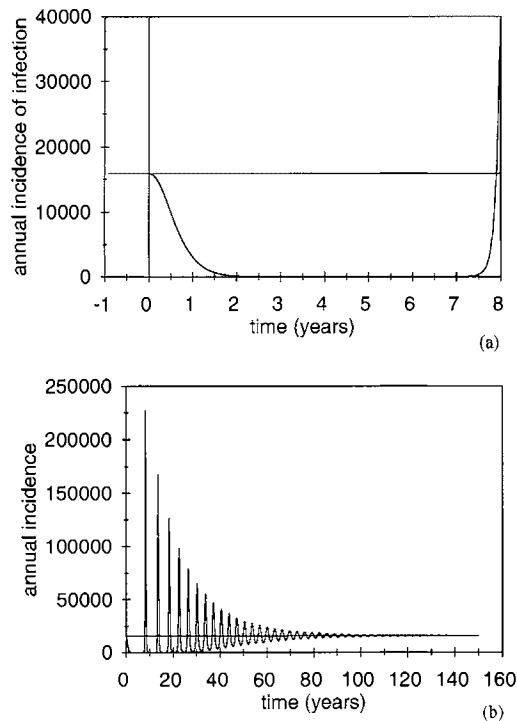 annual incidence of infection
40000
30000
20000
10000
0
-1 0 1 2 3 4 5 6 7 8
time (years)
(a)
annual incidence
250000
200000
150000
100000
50000
0
0 20 40 60 80 100 120 140 160
time (years)
(b)